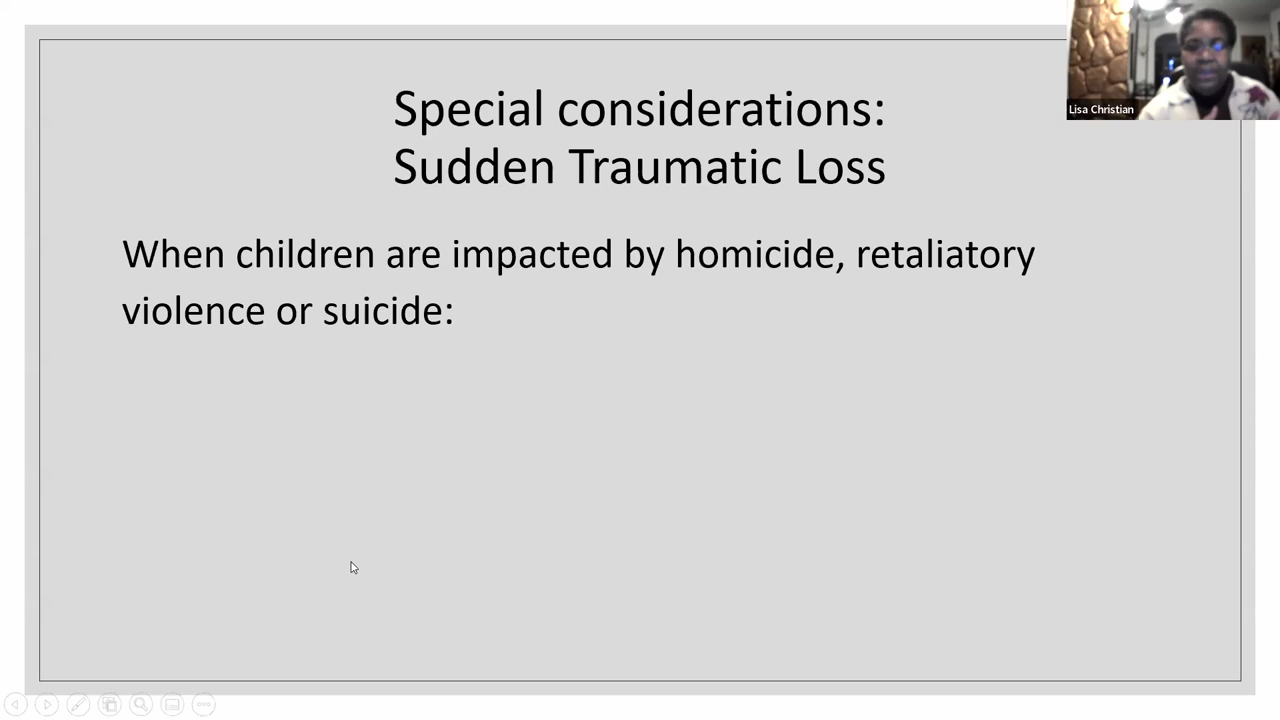 Lisa Christian
Special considerations:
Sudden Traumatic Loss
When children are impacted by homicide, retaliatory
violence or suicide: